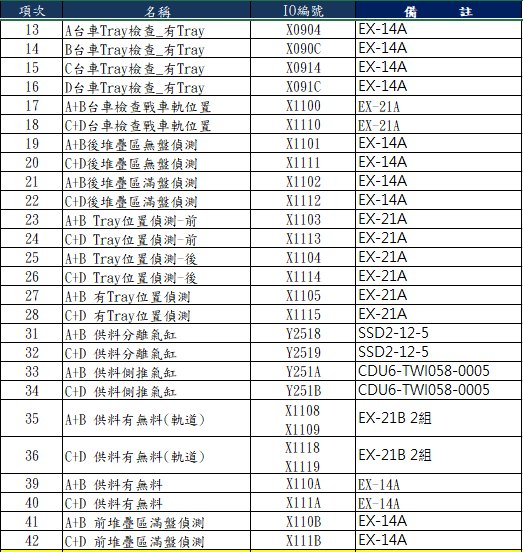 項次 名稱 IO編號 備 註
13 A台車Tray檢查_有Tray X0904 EX-14A
14 B台車Tray檢查_有Tray X090C EX-14A
15 C台車Tray檢查_有Tray X0914 EX-14A
16 D台車Tray檢查_有Tray X091C EX-14A
17 A+B台車檢查戰車軌位置 X1100 EX-21A
18 C+D台車檢查戰車軌位置 X1110 EX-21A
19 A+B後堆疊區無盤偵測 X1101 EX-14A
20 C+D後堆疊區無盤偵測 X1111 EX-14A
21 A+B後堆疊區滿盤偵測 X1102 EX-14A
22 C+D後堆疊區滿盤偵測 X1112 EX-14A
23 A+B Tray位置偵測-前 X1103 EX-21A
24 C+D Tray位置偵測-前 X1113 EX-21A
25 A+B Tray位置偵測-後 X1104 EX-21A
26 C+D Tray位置偵測-後 X1114 EX-21A
27 A+B 有Tray位置偵測 X1105 EX-21A
28 C+D 有Tray位置偵測 X1115 EX-21A
31 A+B 供料分離氣缸 Y2518 SSD2-12-5
32 C+D 供料分離氣缸 Y2519 SSD2-12-5
33 A+B 供料側推氣缸 Y251A CDU6-TWI058-0005
34 C+D 供料側推氣缸 Y251B CDU6-TWI058-0005
35 A+B 供料有無料(軌道) X1108 EX-21B 2組
X1109
36 C+D 供料有無料(軌道) X1118 EX-21B 2組
X1119
39 A+B 供料有無料 X110A EX-14A
40 C+D 供料有無料 X111A EX-14A
41 A+B 前堆疊區滿盤偵測 X110B EX-14A
42 C+D 前堆疊區滿盤偵測 X111B EX-14A